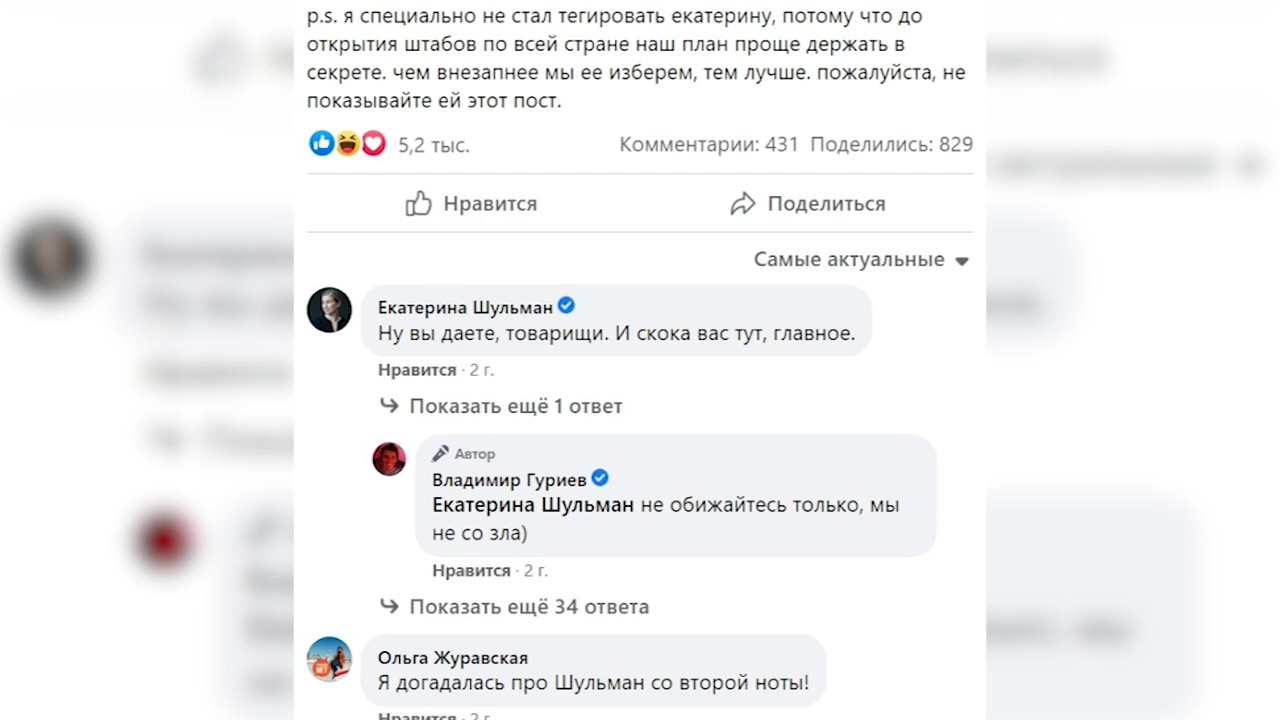 p.s. я специально не стал тегировать екатерину, потому что до
открытия штабов по всей стране наш план проще держать в
секрете. чем внезапнее мы ее изберем, тем лучше. пожалуйста, не
показывайте ей этот пост.
5,2 тыс. Комментарии: 431 Поделились: 829
Нравится Поделиться
Самые актуальные
Екатерина Шульман
Ну вы даете, товарищи. И скока вас тут, главное.
Нравится · 2 г.
Показать ещё 1 ответ
Автор
Владимир Гуриев
Екатерина Шульман не обижайтесь только, мы
не со зла)
Нравится · 2 г.
Показать ещё 34 ответа
Ольга Журавская
Я догадалась про Шульман со второй ноты!
Нравится · 2 г.